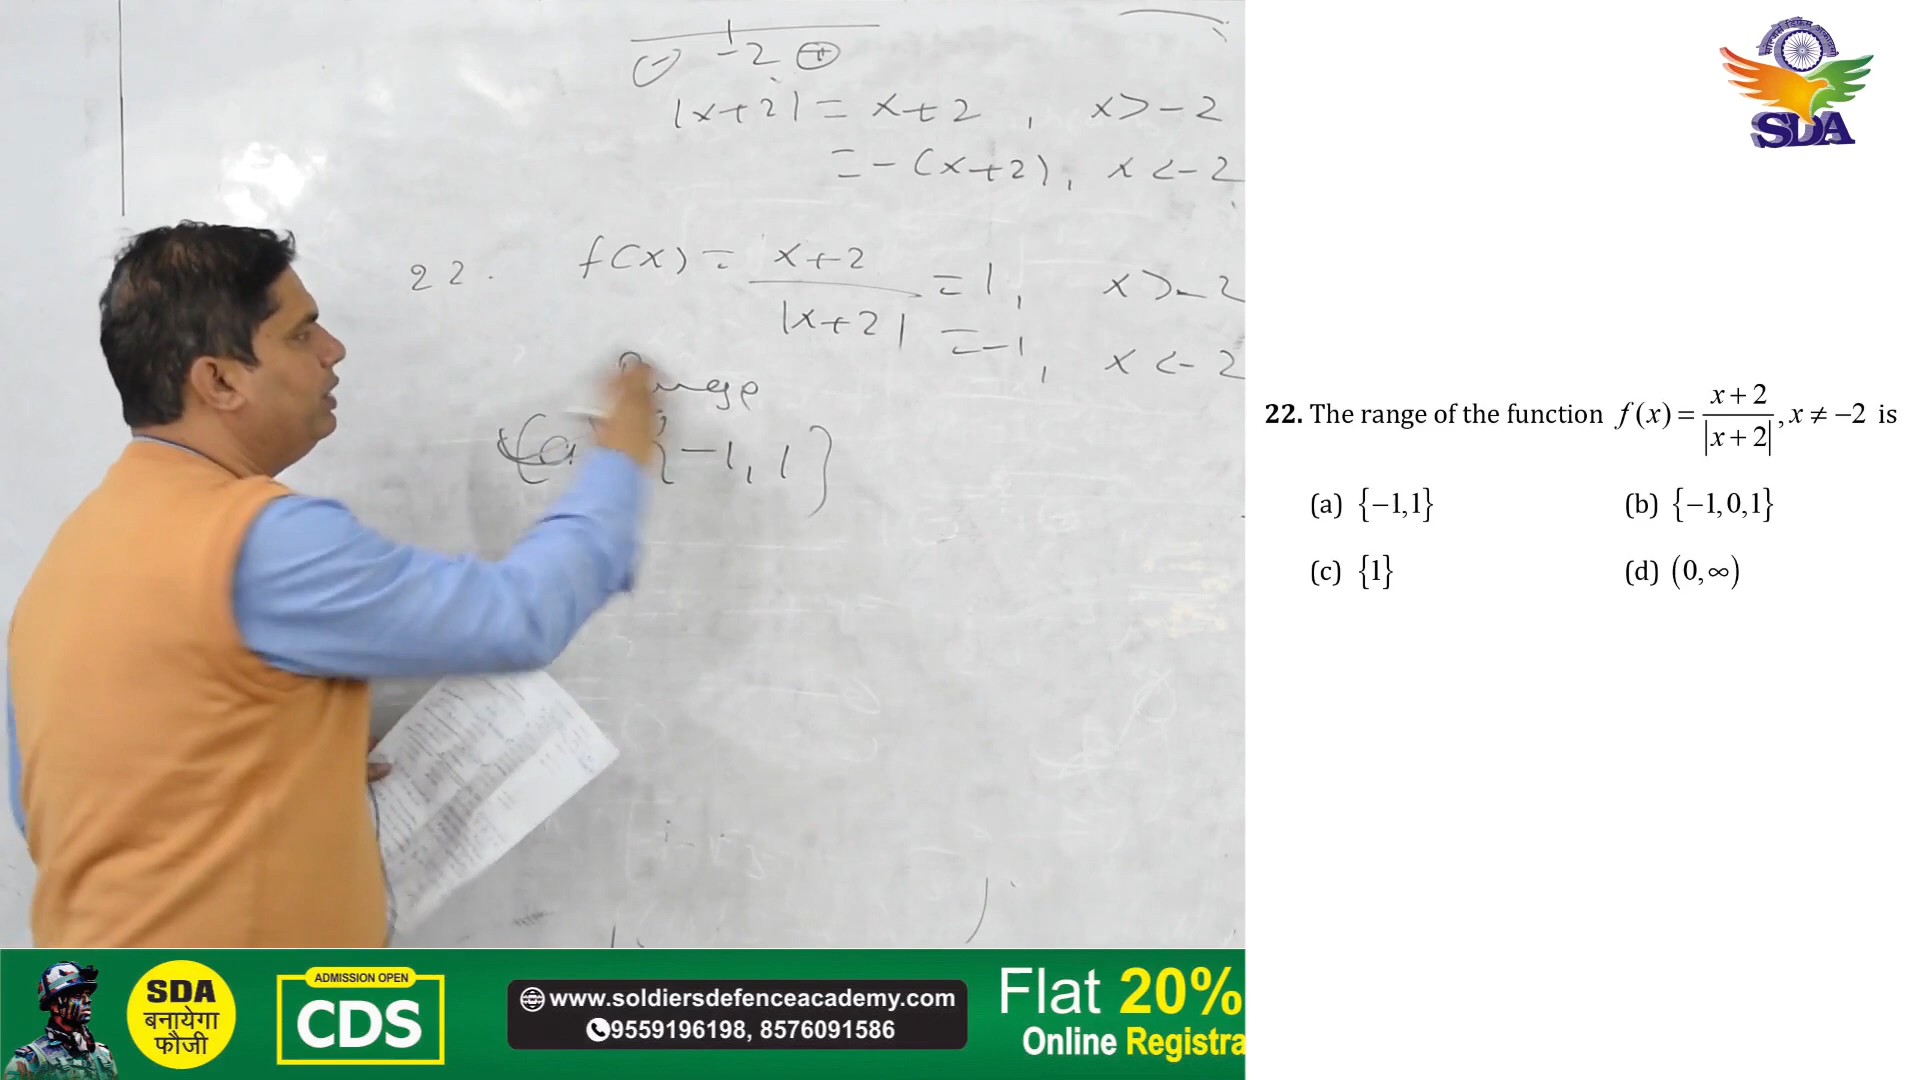 - -2 +
|x+2| = x+2 , x>-2
= -(x+2), x<-2
22. f(x) = x+2 / |x+2| = 1, x>-2
= -1, x<-2
Range
(a) {-1, 1}
SDA
22. The range of the function f(x) = x+2 / |x+2| , x ≠ −2 is
(a) {−1,1} (b) {−1,0,1}
(c) {1} (d) (0,∞)
SDA
बनायेगा
फौजी
ADMISSION OPEN
CDS
www.soldiersdefenceacademy.com
9559196198, 8576091586
Flat 20%
Online Registra